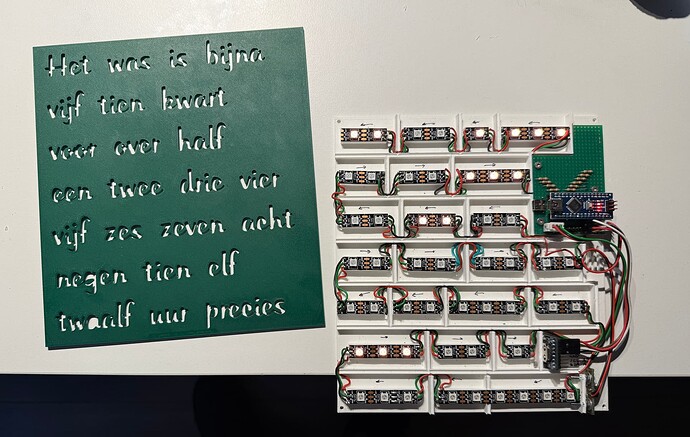 Het was is bijna
vijf tien kwart
voor over half
een twee drie vier
vijf zes zeven acht
negen tien elf
twaalf uur precies